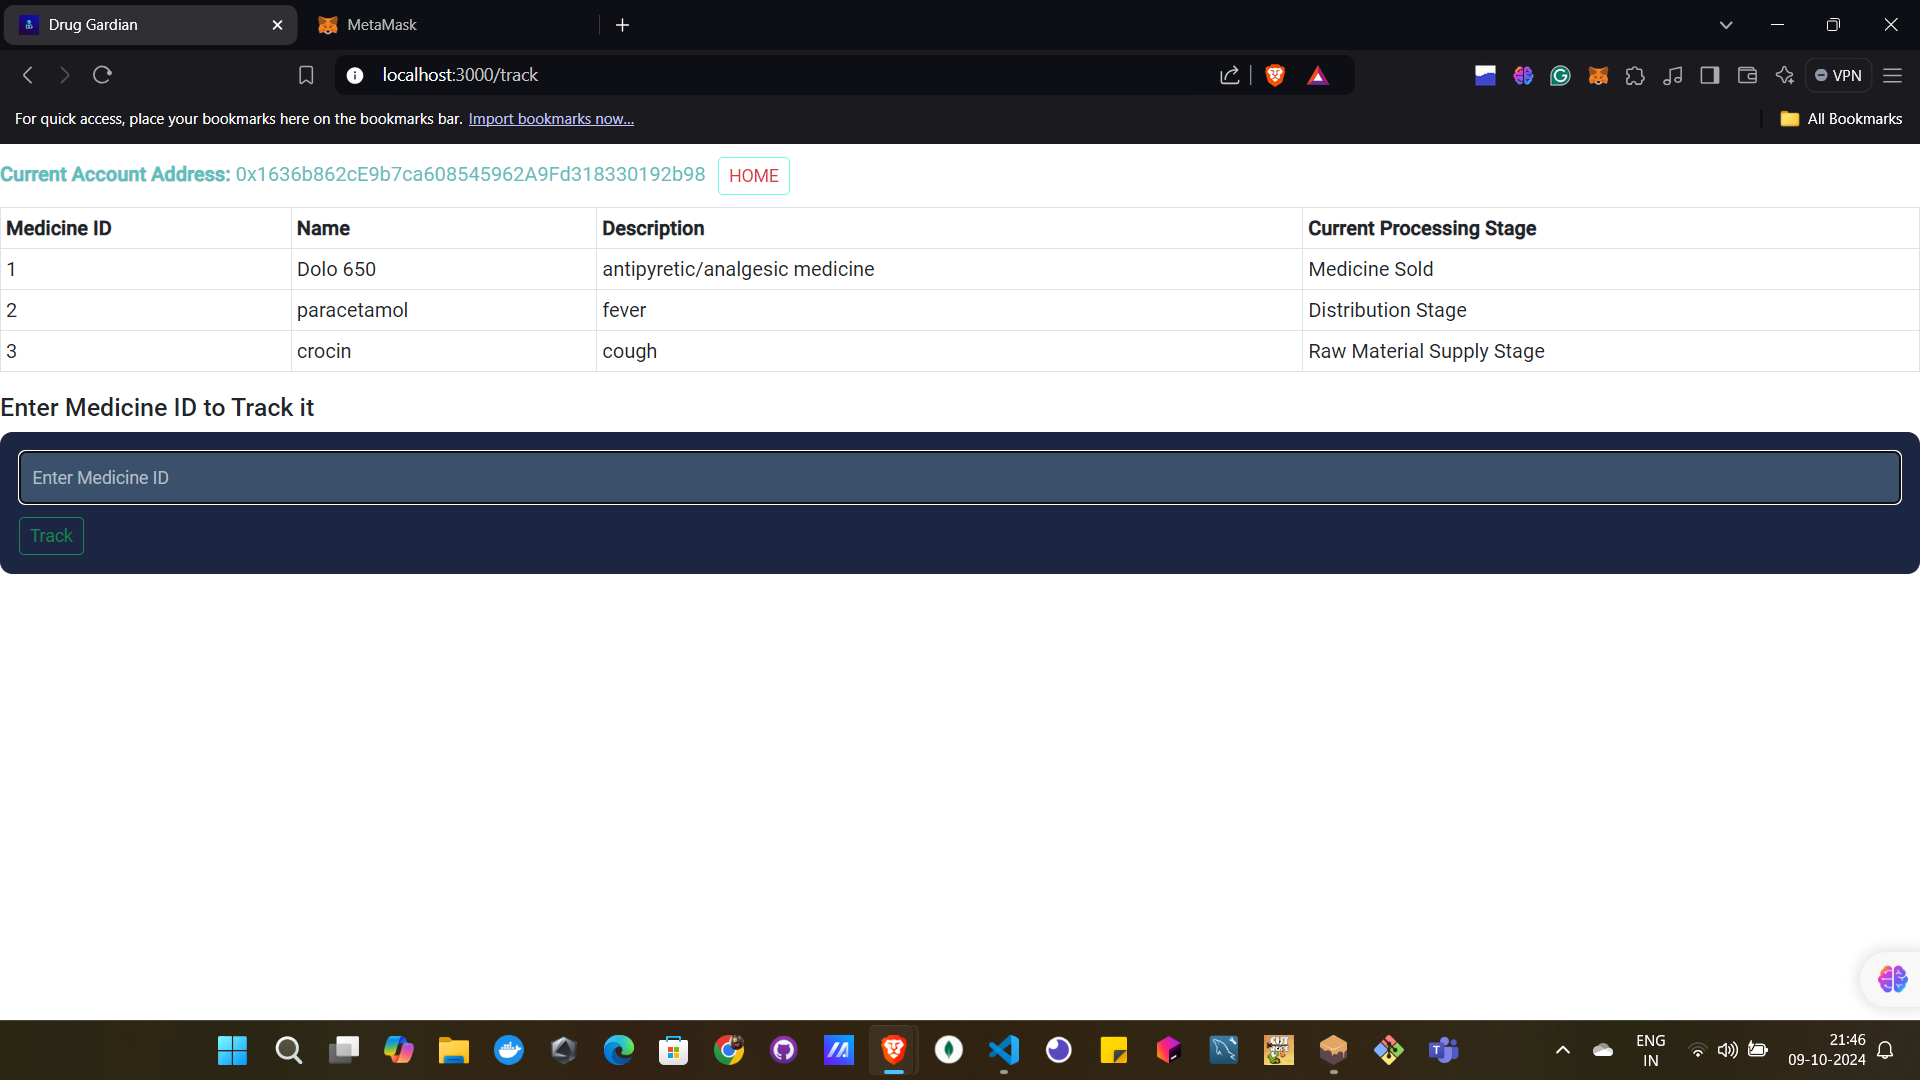 Drug Gardian
MetaMask
localhost:3000/track
VPN
For quick access, place your bookmarks here on the bookmarks bar. Import bookmarks now...
All Bookmarks
Current Account Address: 0x1636b862cE9b7ca608545962A9Fd318330192b98 HOME
Medicine ID Name Description Current Processing Stage
1 Dolo 650 antipyretic/analgesic medicine Medicine Sold
2 paracetamol fever Distribution Stage
3 crocin cough Raw Material Supply Stage
Enter Medicine ID to Track it
Enter Medicine ID
Track
CUT
ROPE
T
ENG
IN
21:46
09-10-2024